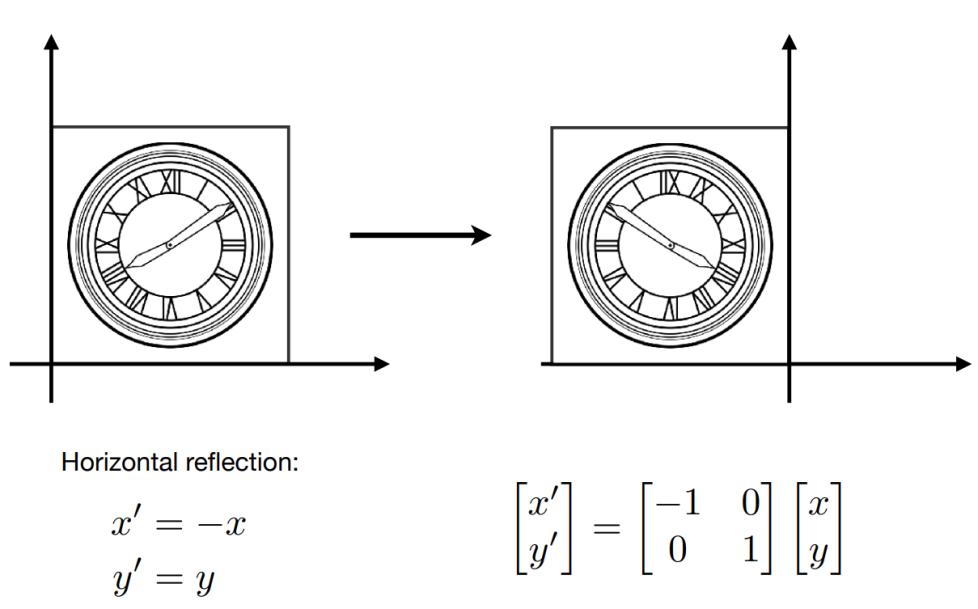 Horizontal reflection:
x′ = −x
y′ = y
[x′ y′] = [−1 0 0 1] [x y]